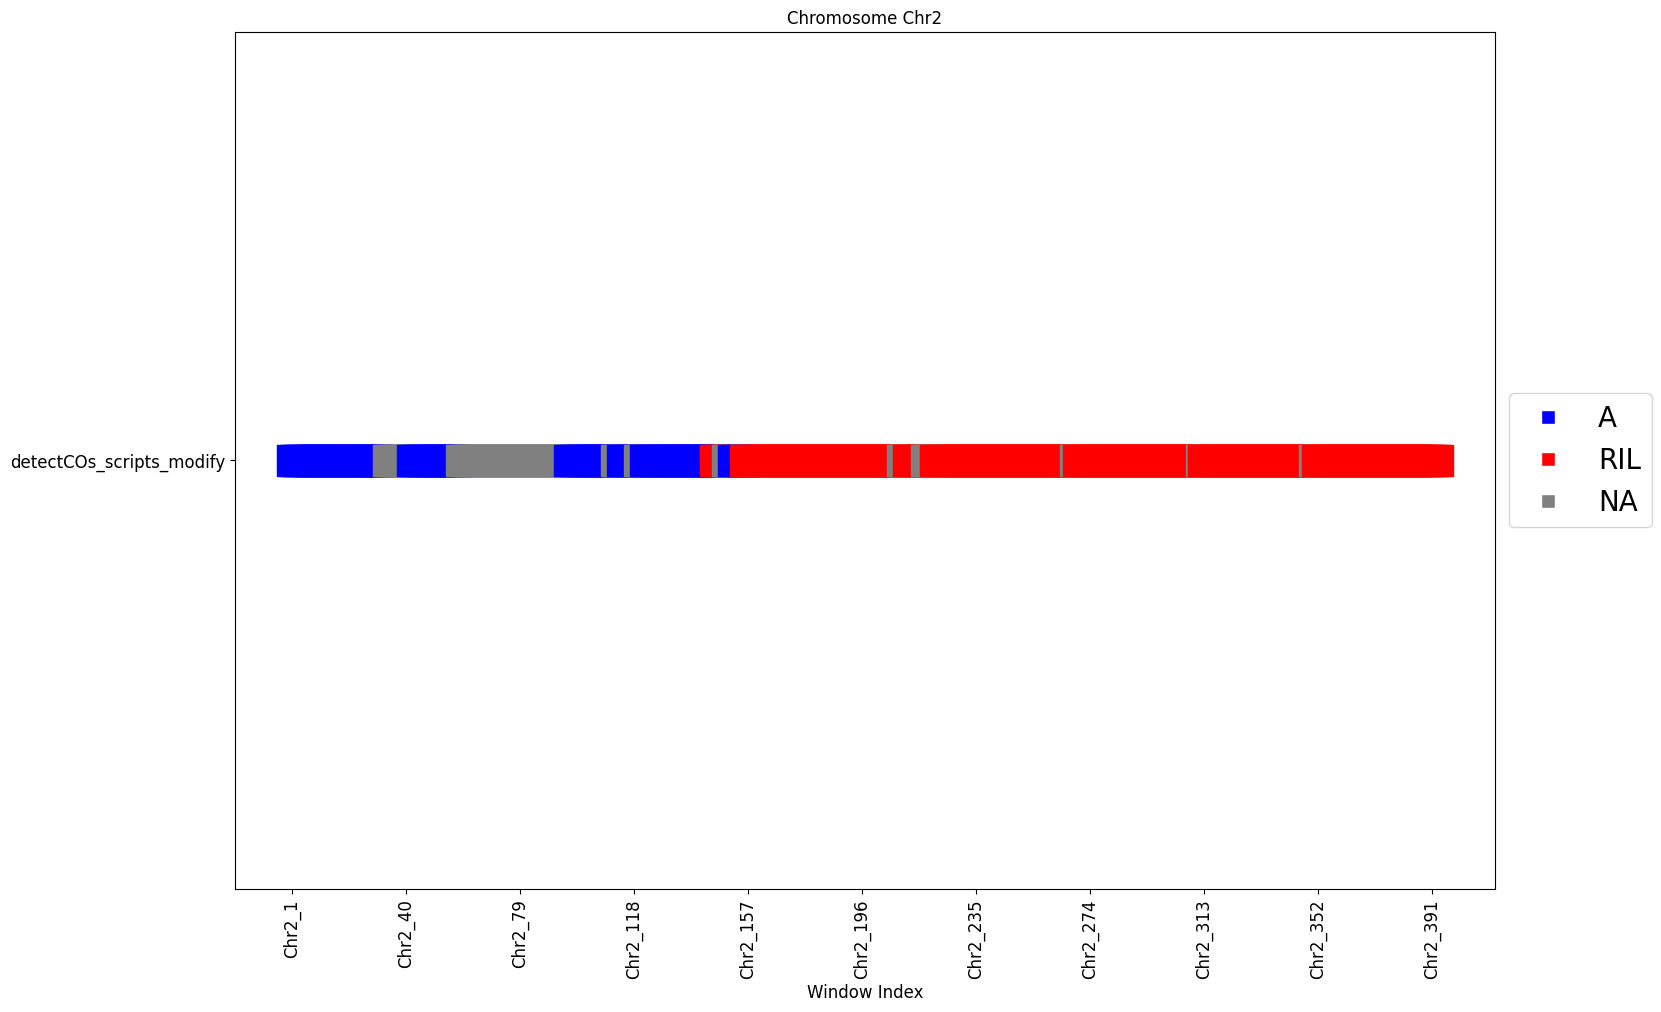 Chromosome Chr2
detectCOs_scripts_modify
A
RIL
NA
Chr2_1
Chr2_40
Chr2_79
Chr2_118
Chr2_157
Chr2_196
Chr2_235
Chr2_274
Chr2_313
Chr2_352
Chr2_391
Window Index